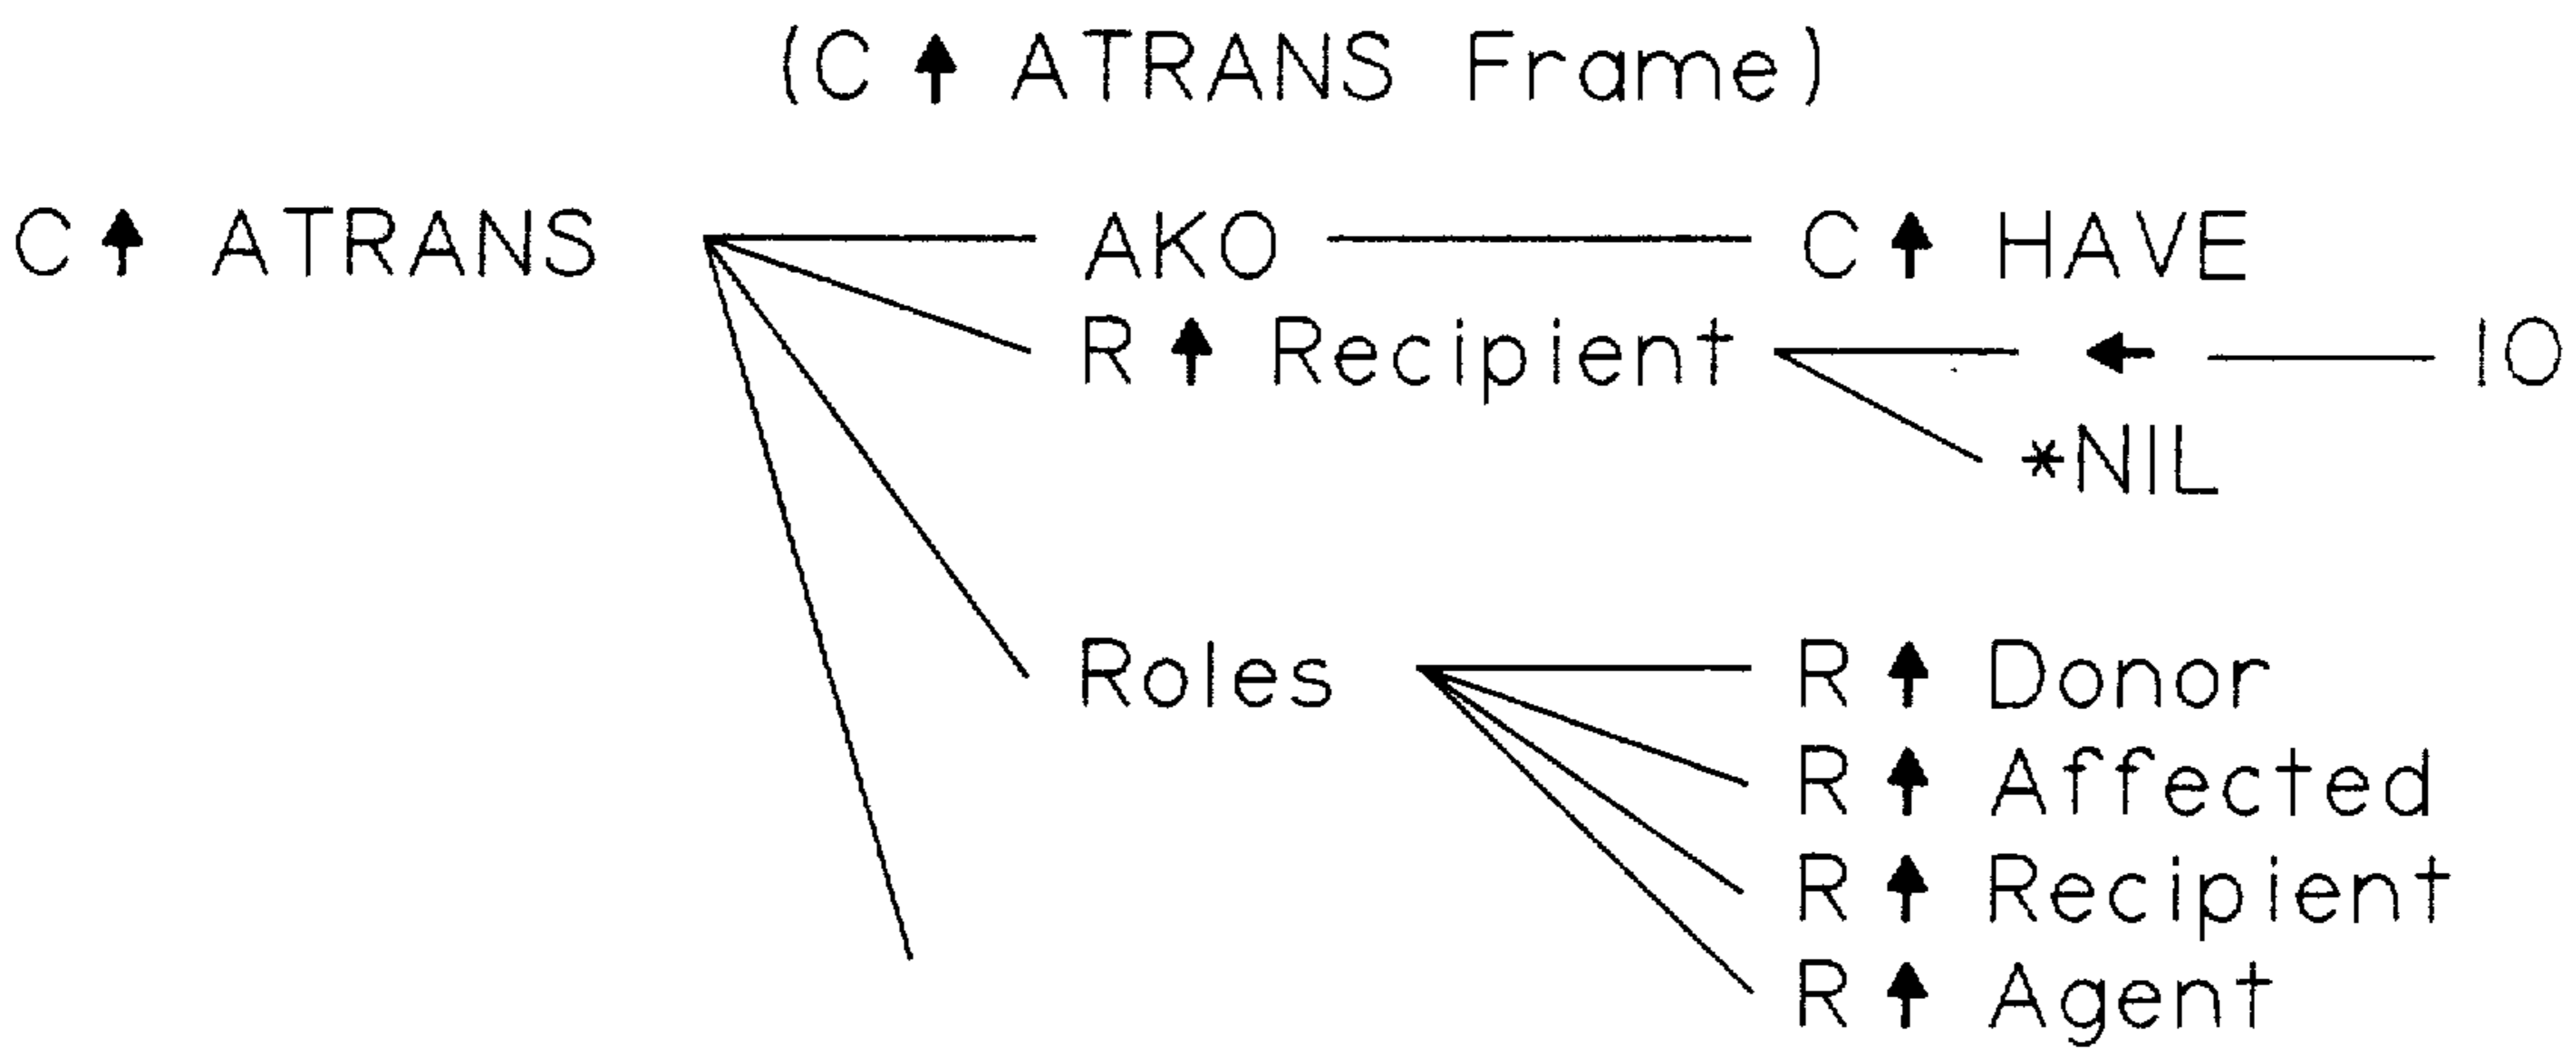 (C ↑ ATRANS Frame)
C ↑ ATRANS AKO C ↑ HAVE
R ↑ Recipient ← IO
*NIL
Roles R ↑ Donor
R ↑ Affected
R ↑ Recipient
R ↑ Agent